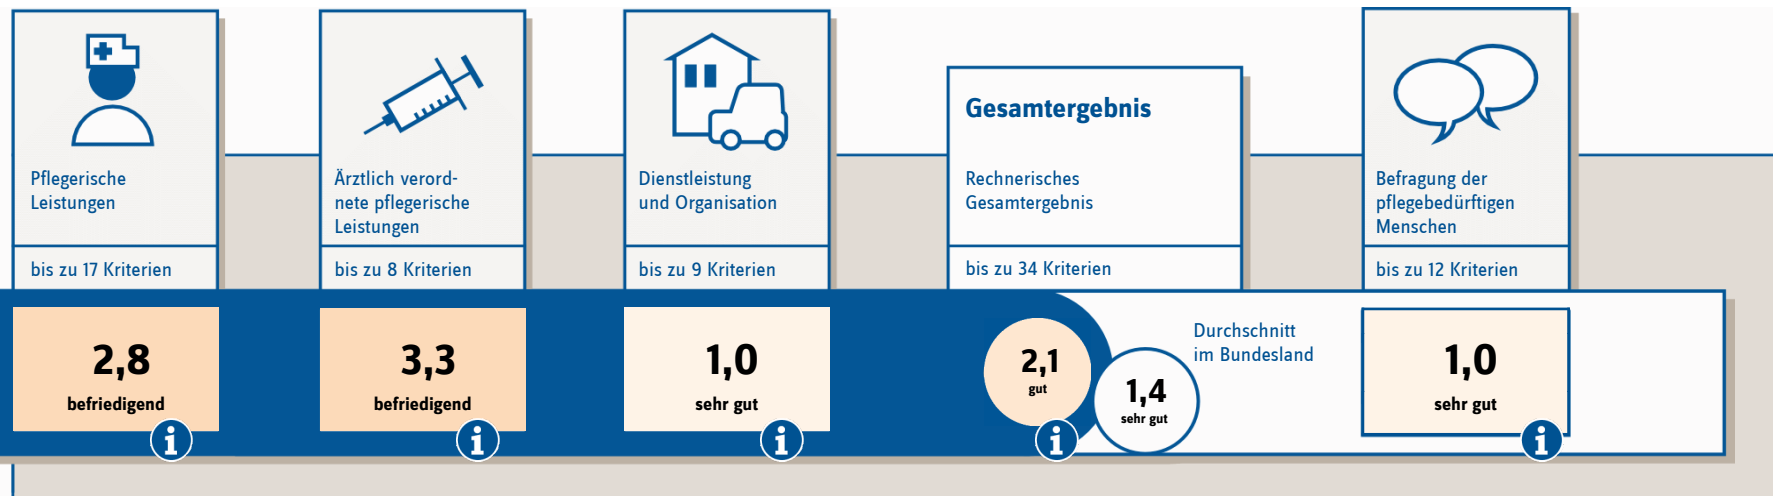 Pflegerische
Leistungen
bis zu 17 Kriterien
2,8
befriedigend
i
Ärztlich verord-
nete pflegerische
Leistungen
bis zu 8 Kriterien
3,3
befriedigend
i
Dienstleistung
und Organisation
bis zu 9 Kriterien
1,0
sehr gut
i
Gesamtergebnis
Rechnerisches
Gesamtergebnis
bis zu 34 Kriterien
2,1
gut
i
1,4
sehr gut
Durchschnitt
im Bundesland
Befragung der
pflegebedürftigen
Menschen
bis zu 12 Kriterien
1,0
sehr gut
i